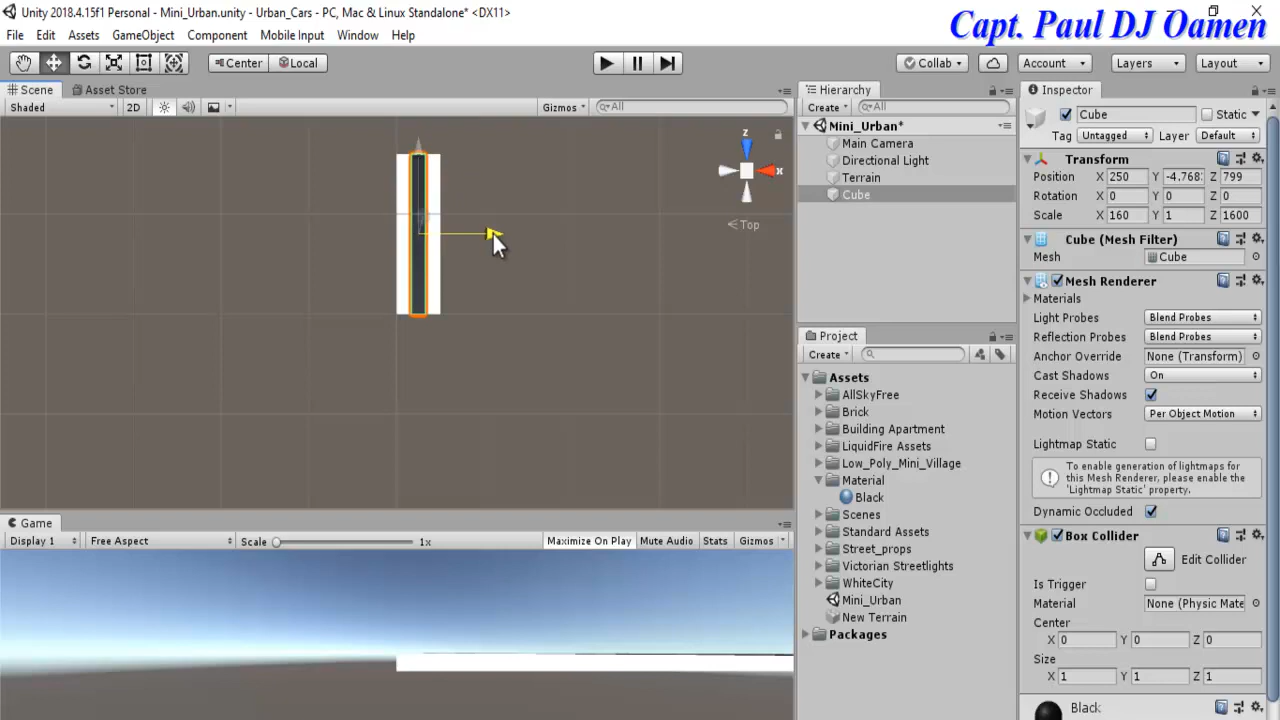 Unity 2018.4.15f1 Personal - Mini_Urban.unity - Urban_Cars - PC, Mac & Linux Standalone* <DX11>
Capt. Paul DJ Oamen
File Edit Assets GameObject Component Mobile Input Window Help
Center Local Collab Account Layers Layout
Scene Asset Store
Shaded 2D Gizmos All
z
x
Top
Game
Display 1 Free Aspect Scale 1x Maximize On Play Mute Audio Stats Gizmos
Hierarchy
Create All
Mini_Urban*
Main Camera
Directional Light
Terrain
Cube
Project
Create
Assets
AllSkyFree
Brick
Building Apartment
LiquidFire Assets
Low_Poly_Mini_Village
Material
Black
Scenes
Standard Assets
Street_props
Victorian Streetlights
WhiteCity
Mini_Urban
New Terrain
Packages
Inspector
Cube Static
Tag Untagged Layer Default
Transform
Position X 250 Y -4.768 Z 799
Rotation X 0 Y 0 Z 0
Scale X 160 Y 1 Z 1600
Cube (Mesh Filter)
Mesh Cube
Mesh Renderer
Materials
Light Probes Blend Probes
Reflection Probes Blend Probes
Anchor Override None (Transform)
Cast Shadows On
Receive Shadows
Motion Vectors Per Object Motion
Lightmap Static
To enable generation of lightmaps for
this Mesh Renderer, please enable the
'Lightmap Static' property.
Dynamic Occluded
Box Collider
Edit Collider
Is Trigger
Material None (Physic Mate
Center
X 0 Y 0 Z 0
Size
X 1 Y 1 Z 1
Black